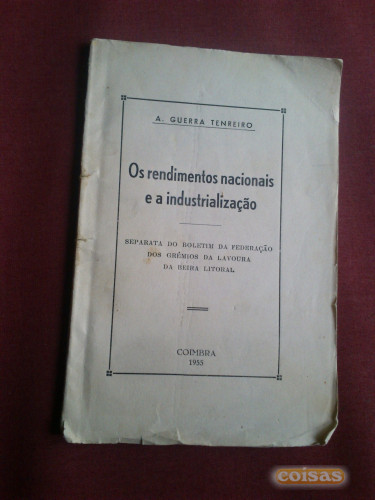 A. GUERRA TENREIRO
Os rendimentos nacionais
e a industrialização
SEPARATA DO BOLETIM DA FEDERAÇÃO
DOS GRÉMIOS DA LAVOURA
DA BEIRA LITORAL
COIMBRA
1955
coisas